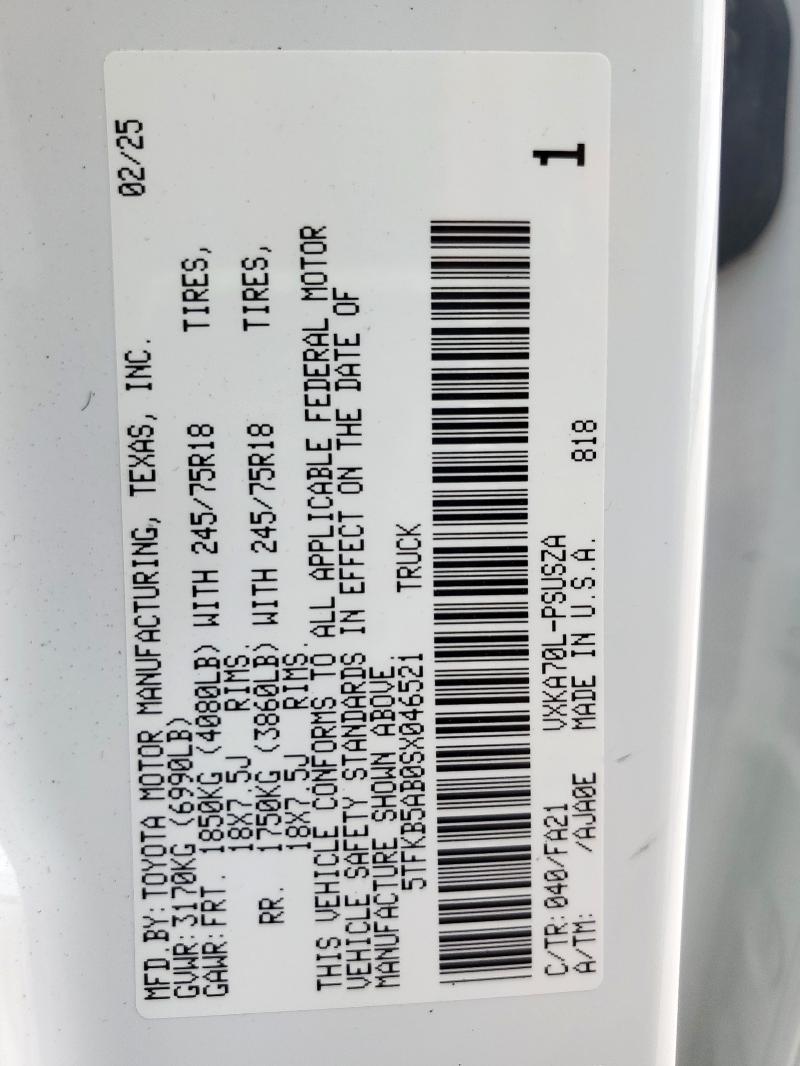 MFD.BY:TOYOTA MOTOR MANUFACTURING, TEXAS, INC. 02/25
GVWR:3170KG (6990LB)
GAWR:FRT. 1850KG (4080LB) WITH 245/75R18 TIRES,
18X7.5J RIMS.
RR. 1750KG (3860LB) WITH 245/75R18 TIRES,
18X7.5J RIMS.
THIS VEHICLE CONFORMS TO ALL APPLICABLE FEDERAL MOTOR
VEHICLE SAFETY STANDARDS IN EFFECT ON THE DATE OF
MANUFACTURE SHOWN ABOVE.
5TFKB5AB0SX046521 TRUCK
C/TR:040/FA21 VXKA70L-PSUSZA
A/TM: /AJA0E MADE IN U.S.A. 818
1